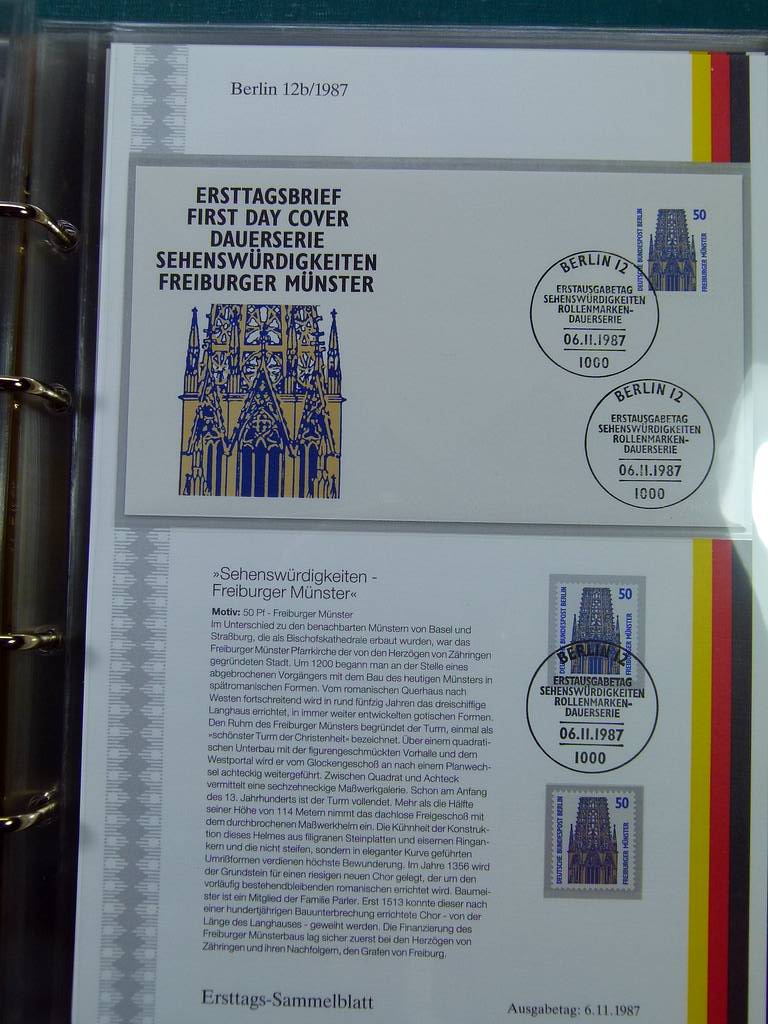 Berlin 12b/1987
ERSTTAGSBRIEF
FIRST DAY COVER
DAUERSERIE
SEHENSWÜRDIGKEITEN
FREIBURGER MÜNSTER
50
DEUTSCHE BUNDESPOST BERLIN
FREIBURGER MÜNSTER
BERLIN 12
ERSTAUSGABETAG
SEHENSWÜRDIGKEITEN
ROLLENMARKEN-
DAUERSERIE
06.11.1987
1000
BERLIN 12
ERSTAUSGABETAG
SEHENSWÜRDIGKEITEN
ROLLENMARKEN-
DAUERSERIE
06.11.1987
1000
»Sehenswürdigkeiten -
Freiburger Münster«
Motiv: 50 Pf - Freiburger Münster
Im Unterschied zu den benachbarten Münstern von Basel und
Straßburg, die als Bischofskathedrale erbaut wurden, war das
Freiburger Münster Pfarrkirche der von den Herzögen von Zähringen
gegründeten Stadt. Um 1200 begann man an der Stelle eines
abgebrochenen Vorgängers mit dem Bau des heutigen Münsters in
spätromanischen Formen. Vom romanischen Querhaus nach
Westen fortschreitend wird in rund fünfzig Jahren das dreischiffige
Langhaus errichtet, in immer weiter entwickelten gotischen Formen.
Den Ruhm des Freiburger Münsters begründet der Turm, einmal als
»schönster Turm der Christenheit« bezeichnet. Über einem quadrati-
schen Unterbau mit der figurengeschmückten Vorhalle und dem
Westportal wird er vom Glockengeschoß an nach einem Planwech-
sel achteckig weitergeführt. Zwischen Quadrat und Achteck
vermittelt eine sechzehneckige Maßwerkgalerie. Schon am Anfang
des 13. Jahrhunderts ist der Turm vollendet. Mehr als die Hälfte
seiner Höhe von 114 Metern nimmt das dachlose Freigeschoß mit
dem durchbrochenen Maßwerkhelm ein. Die Kühnheit der Konstruk-
tion dieses Helmes aus filigranen Steinplatten und eisernen Ringan-
kern und die nicht steifen, sondern in eleganter Kurve geführten
Umrißformen verdienen höchste Bewunderung. Im Jahre 1356 wird
der Grundstein für einen riesigen neuen Chor gelegt, der um den
vorläufig bestehendbleibenden romanischen errichtet wird. Baumei-
ster ist ein Mitglied der Familie Parler. Erst 1513 konnte dieser nach
einer hundertjährigen Bauunterbrechung errichtete Chor - von der
Länge des Langhauses - geweiht werden. Die Finanzierung des
Freiburger Münsterbaus lag sicher zuerst bei den Herzögen von
Zähringen und ihren Nachfolgern, den Grafen von Freiburg.
50
DEUTSCHE BUNDESPOST BERLIN
FREIBURGER MÜNSTER
BERLIN 12
ERSTAUSGABETAG
SEHENSWÜRDIGKEITEN
ROLLENMARKEN-
DAUERSERIE
06.11.1987
1000
50
DEUTSCHE BUNDESPOST BERLIN
FREIBURGER MÜNSTER
Ersttags-Sammelblatt
Ausgabetag: 6.11.1987